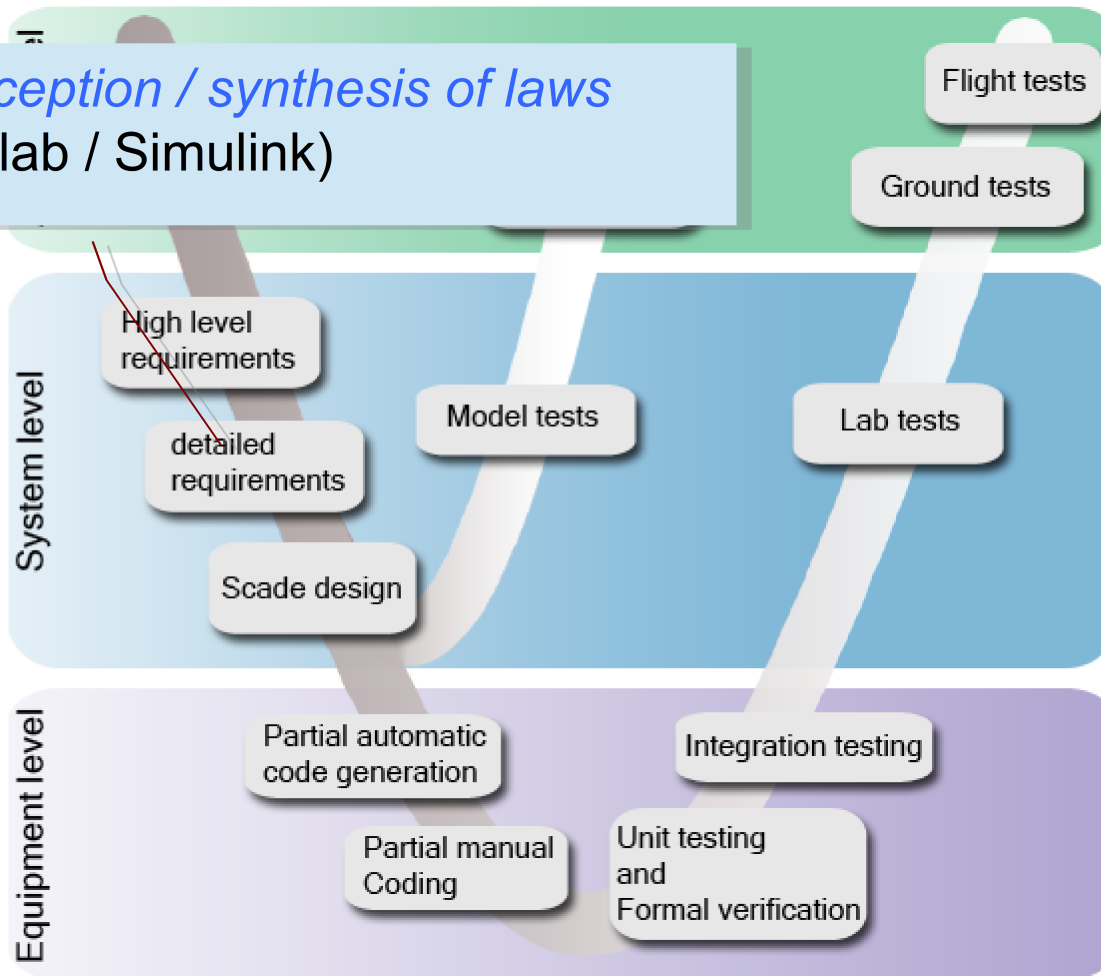 ception / synthesis of laws
lab / Simulink)
Flight tests
Ground tests
System level
High level
requirements
detailed
requirements
Model tests
Lab tests
Scade design
Equipment level
Partial automatic
code generation
Integration testing
Partial manual
Coding
Unit testing
and
Formal verification